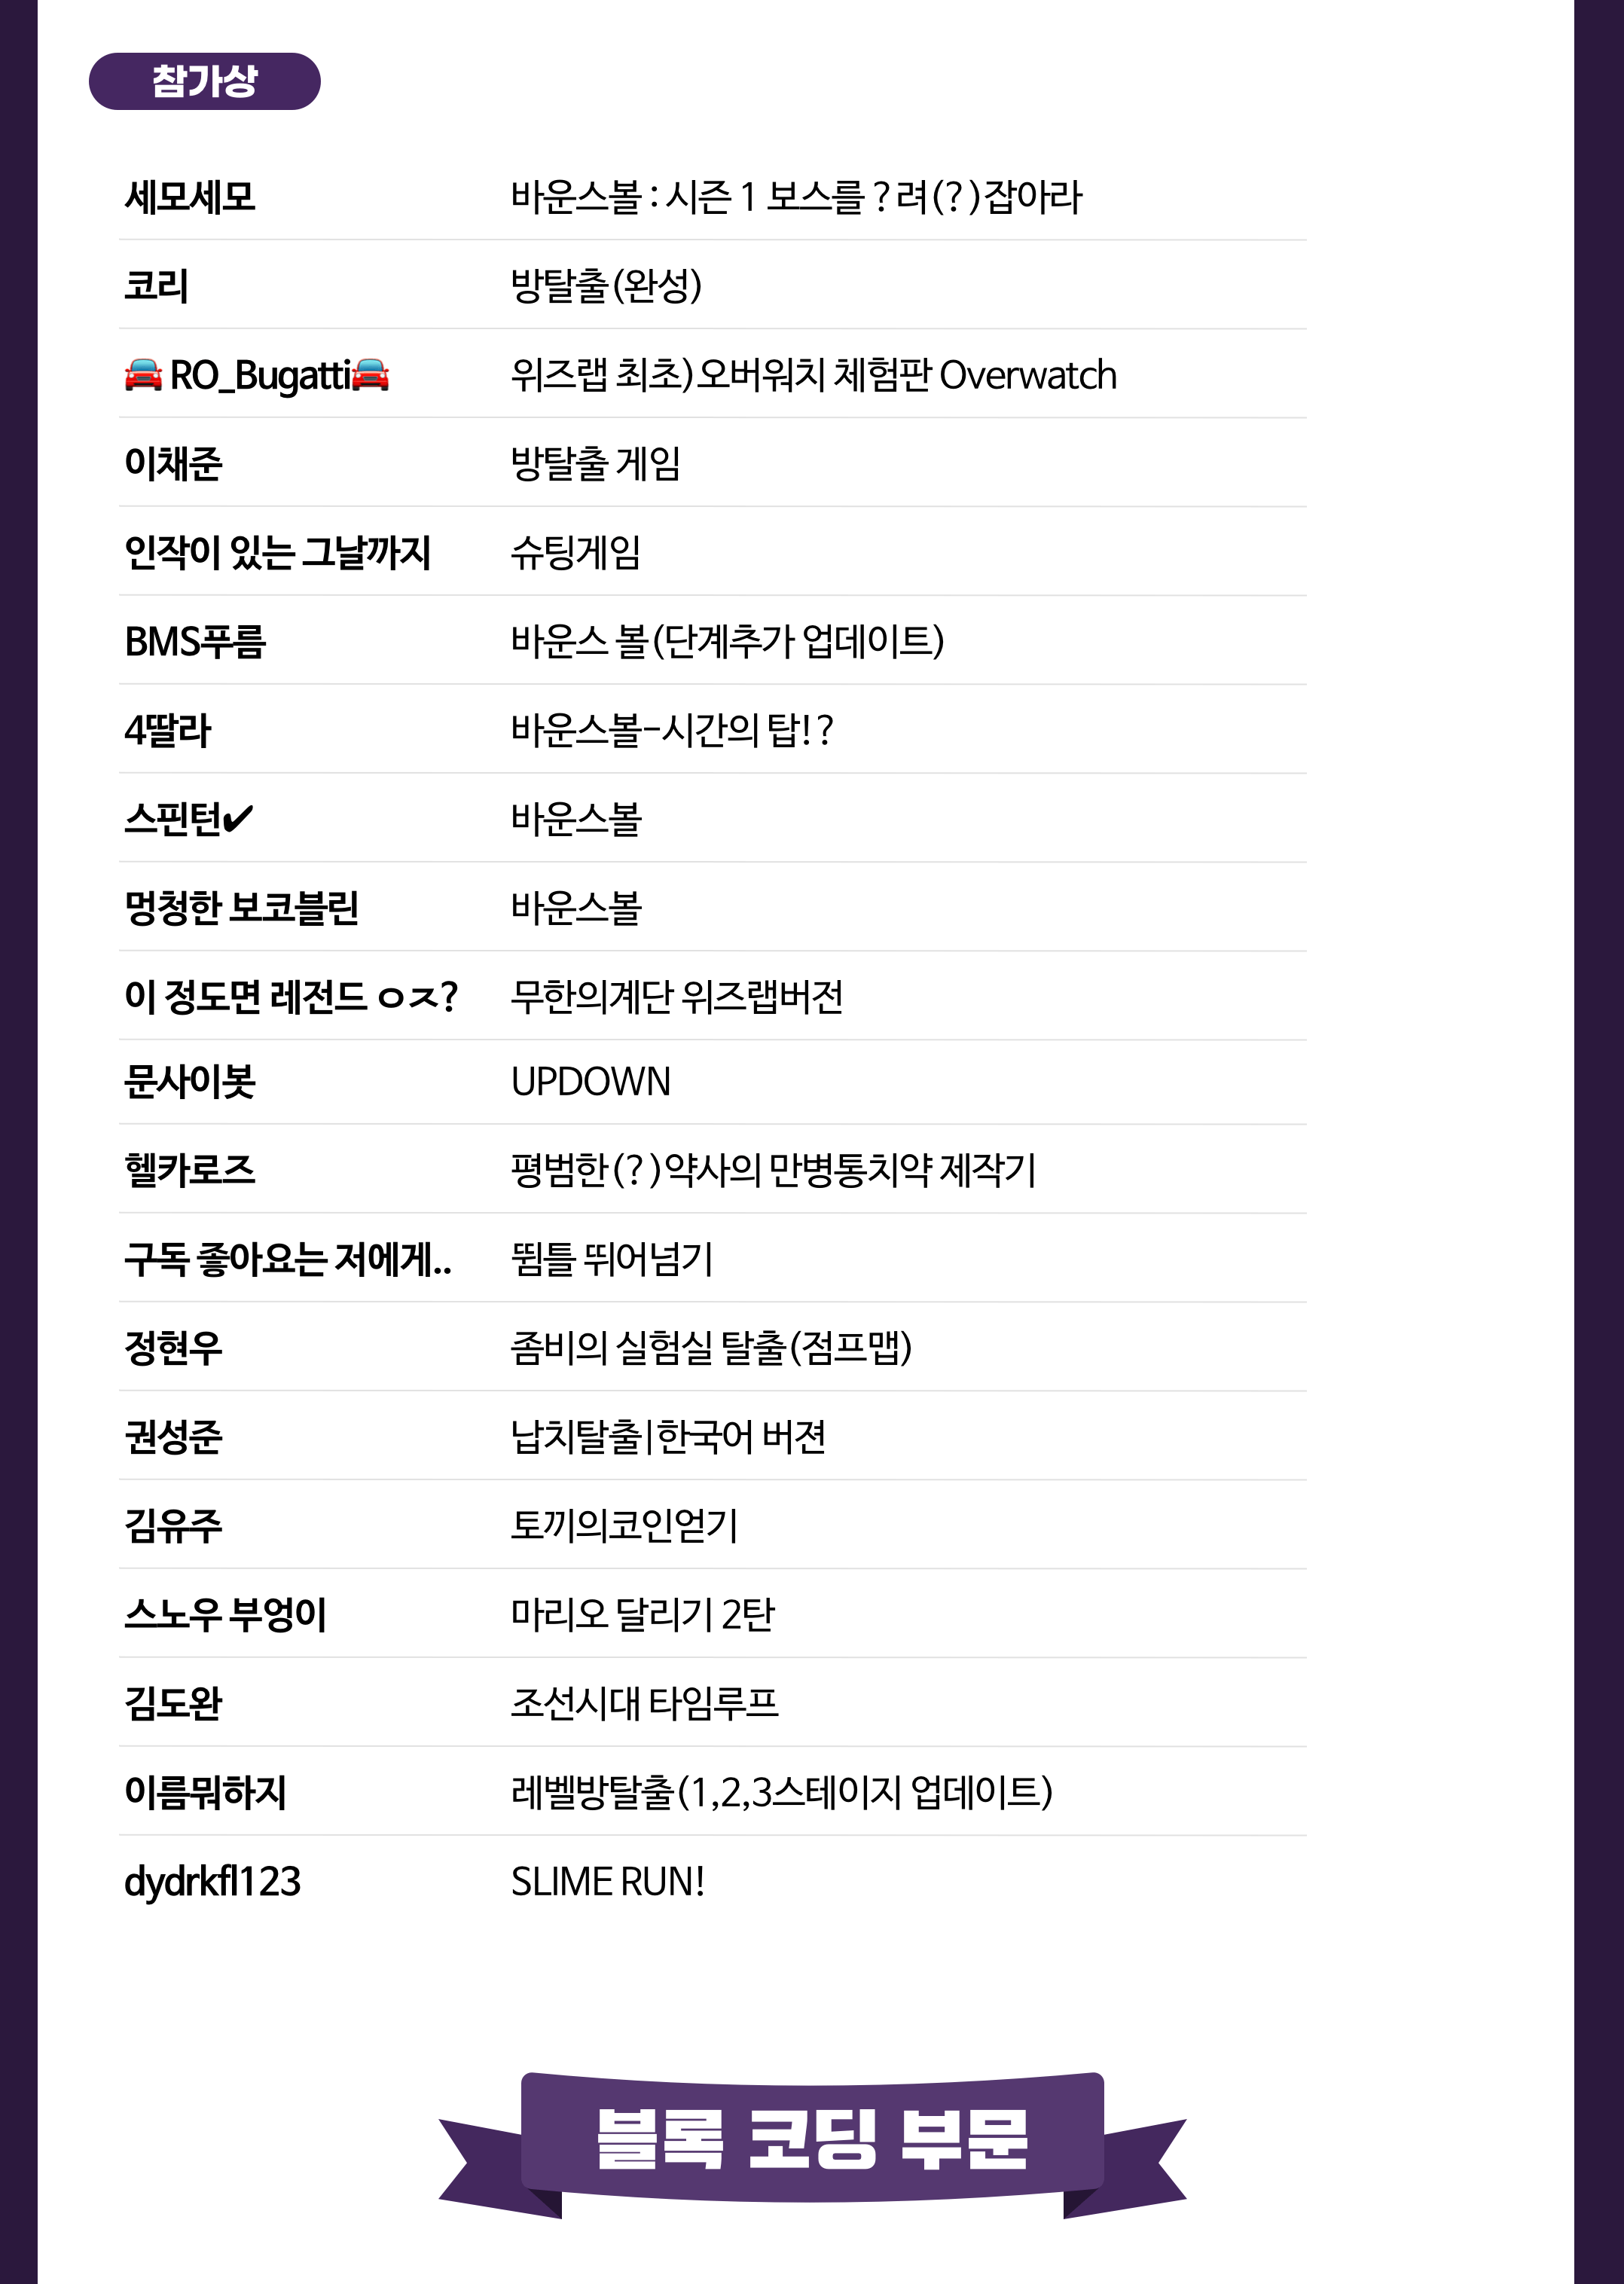 참가상
세모세모 바운스볼 : 시즌 1 보스를 ? 려(?)잡아라
코리 방탈출(완성)
🚘 RO_Bugatti🚘 위즈랩 최초)오버워치 체험판 Overwatch
이채준 방탈출 게임
인작이 있는 그날까지 슈팅게임
BMS푸름 바운스 볼(단계추가 업데이트)
4딸라 바운스볼-시간의 탑!?
스핀턴✔ 바운스볼
멍청한 보코블린 바운스볼
이 정도면 레전드 ㅇㅈ? 무한의계단 위즈랩버전
문사이봇 UPDOWN
헬카로즈 평범한(?)약사의 만병통치약 제작기
구독 좋아요는 저에게.. 뜀틀 뛰어넘기
정현우 좀비의 실험실 탈출(점프맵)
권성준 납치탈출|한국어 버젼
김유주 토끼의코인얻기
스노우 부엉이 마리오 달리기 2탄
김도완 조선시대 타임루프
이름뭐하지 레벨방탈출(1,2,3스테이지 업데이트)
dydrkfl123 SLIME RUN!
블록 코딩 부문